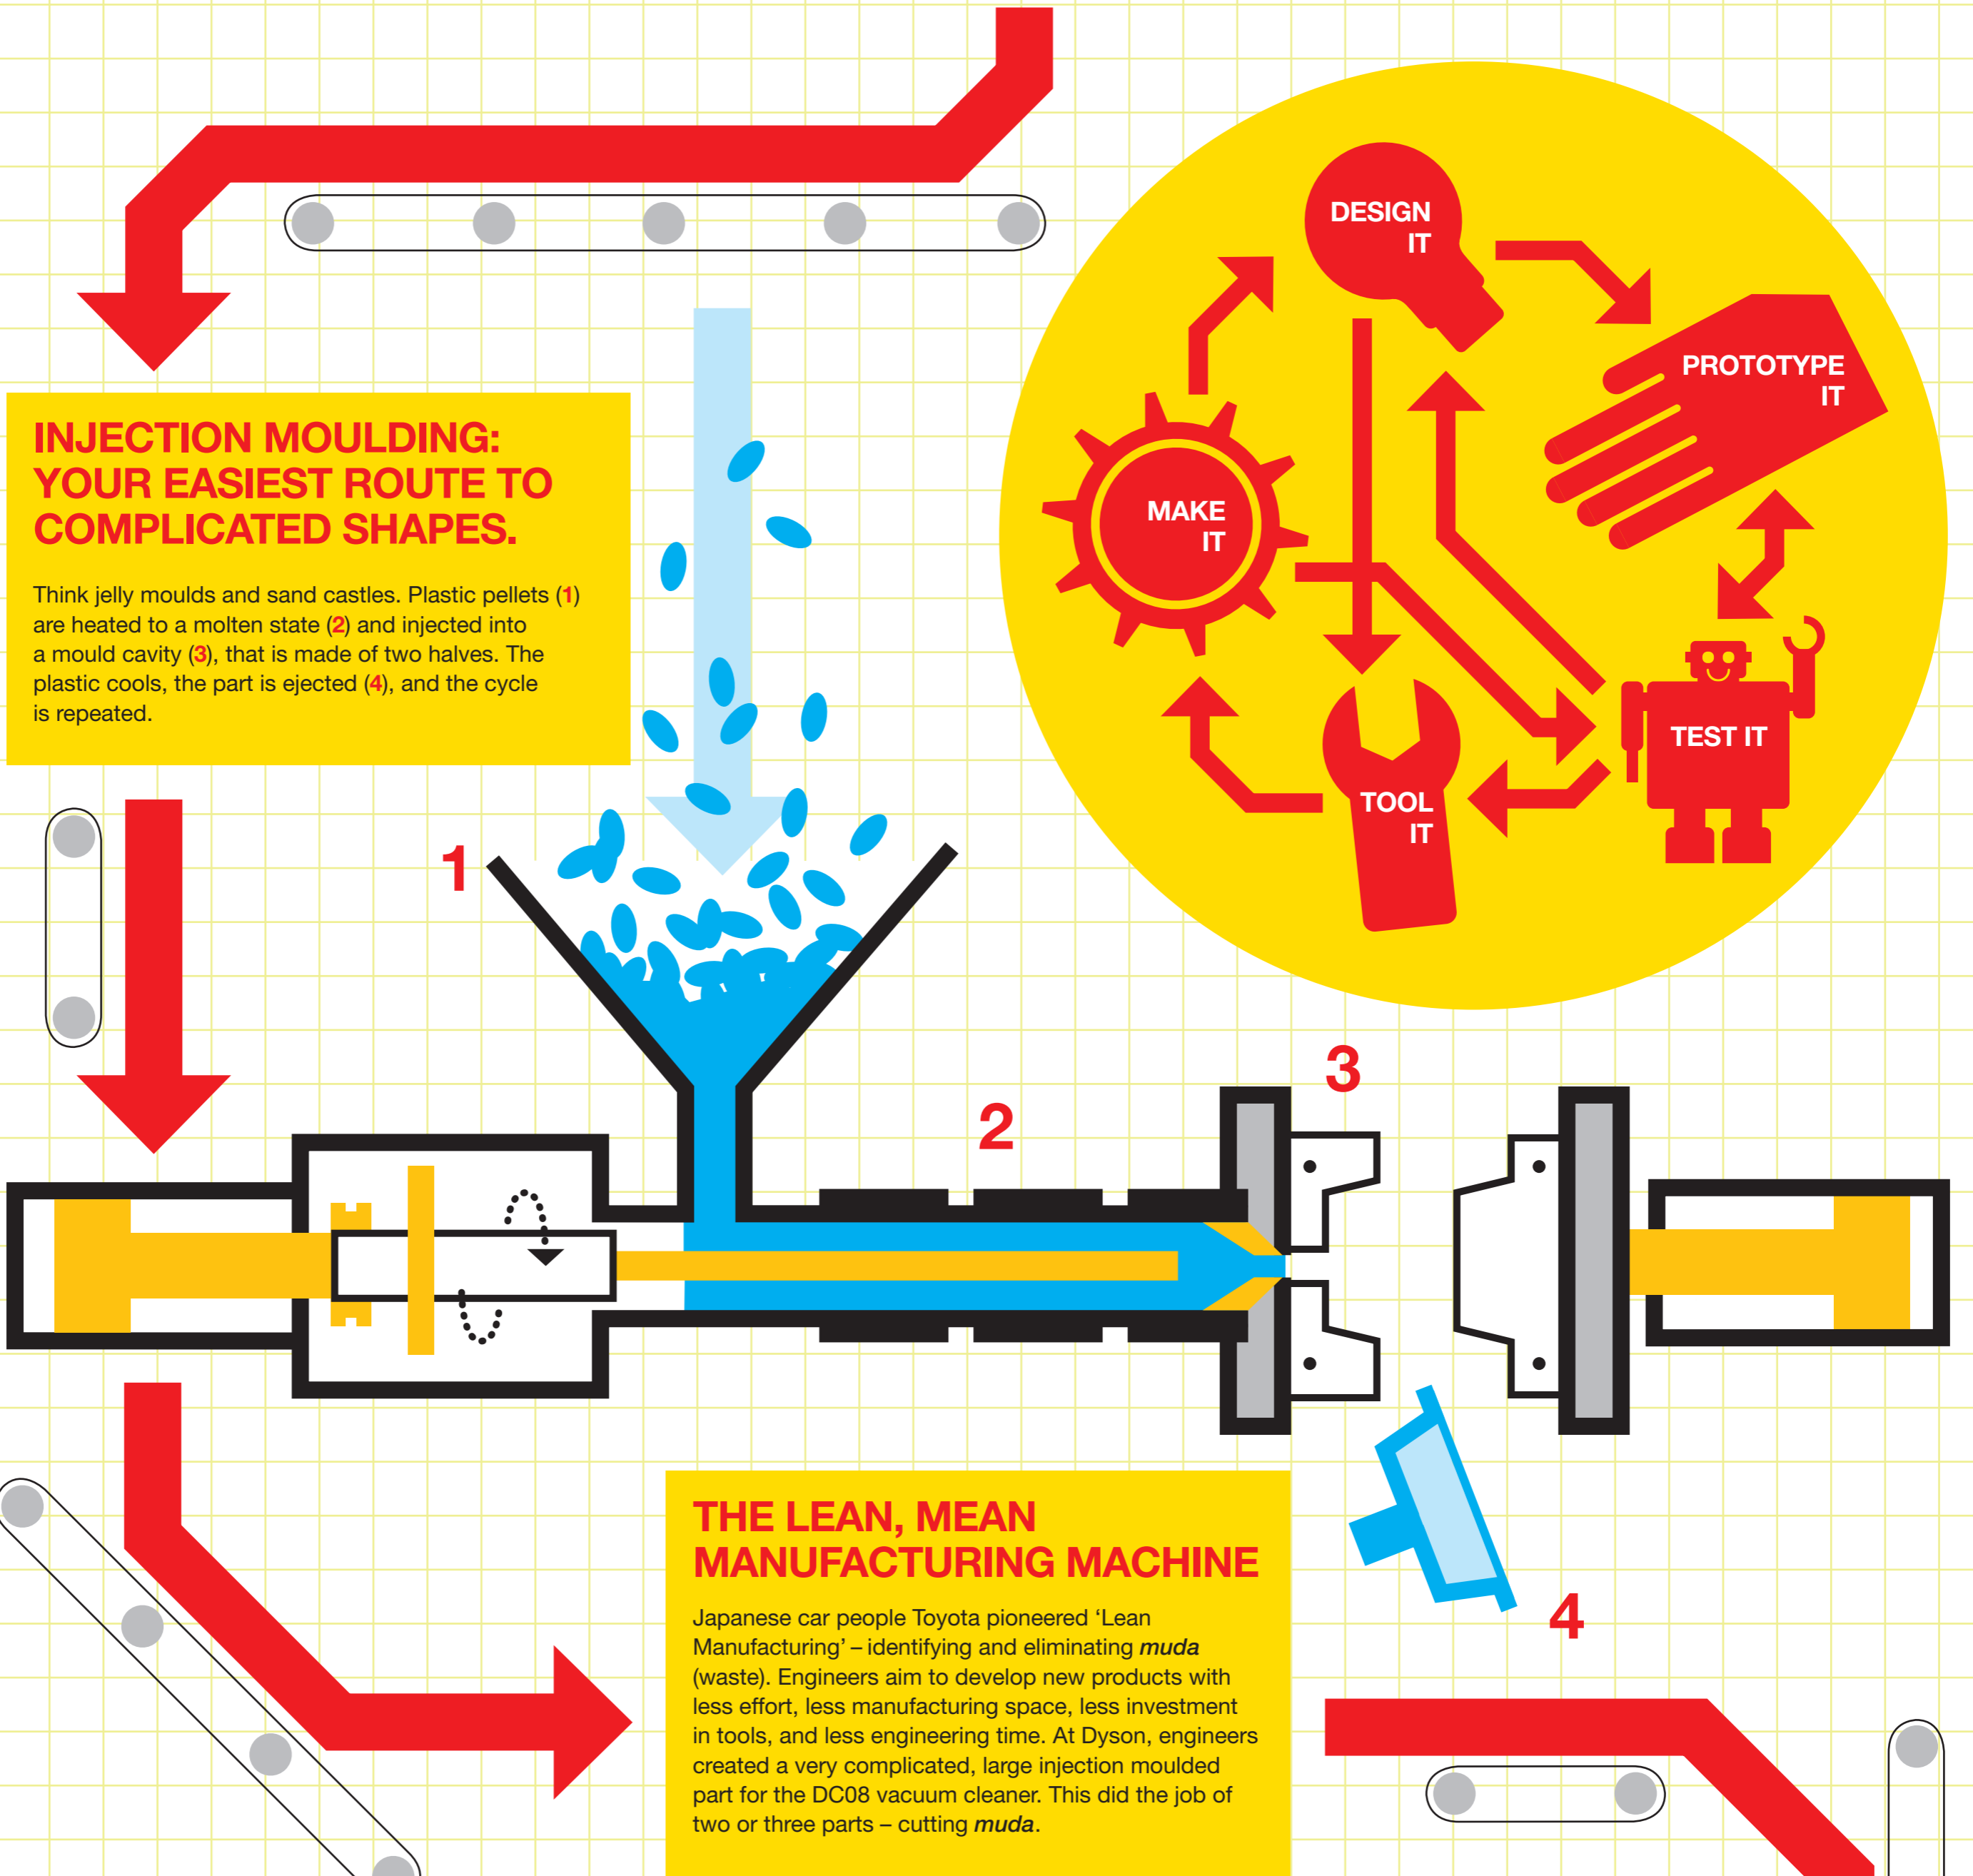 DESIGN
IT
PROTOTYPE
IT
MAKE
IT
TEST IT
TOOL
IT
INJECTION MOULDING:
YOUR EASIEST ROUTE TO
COMPLICATED SHAPES.
Think jelly moulds and sand castles. Plastic pellets (1)
are heated to a molten state (2) and injected into
a mould cavity (3), that is made of two halves. The
plastic cools, the part is ejected (4), and the cycle
is repeated.
1
2
3
4
THE LEAN, MEAN
MANUFACTURING MACHINE
Japanese car people Toyota pioneered ‘Lean
Manufacturing’ – identifying and eliminating muda
(waste). Engineers aim to develop new products with
less effort, less manufacturing space, less investment
in tools, and less engineering time. At Dyson, engineers
created a very complicated, large injection moulded
part for the DC08 vacuum cleaner. This did the job of
two or three parts – cutting muda.